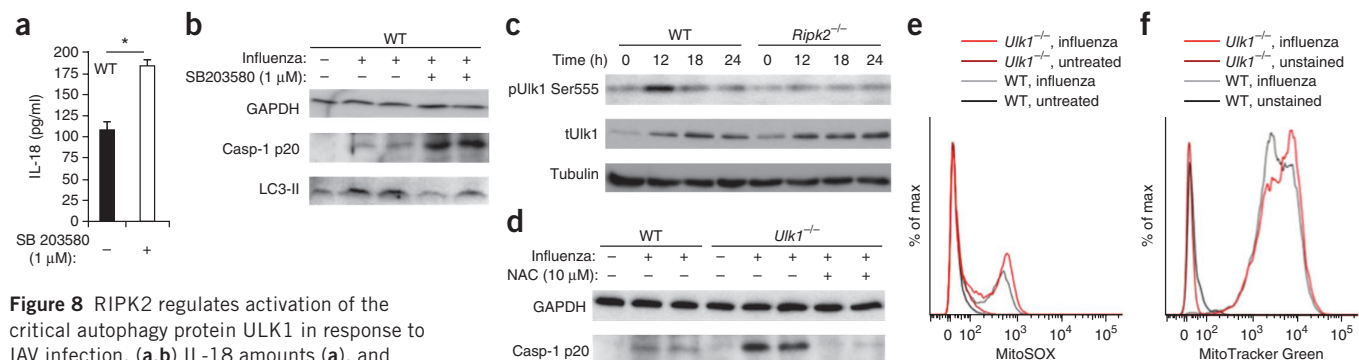 a
*
WT
IL-18 (pg/ml)
200
175
150
125
100
75
50
25
0
SB 203580 (1 μM):
– +
b
WT
Influenza: – + + + +
SB203580 (1 μM): – – – + +
GAPDH
Casp-1 p20
LC3-II
c
WT Ripk2–/–
Time (h) 0 12 18 24 0 12 18 24
pUlk1 Ser555
tUlk1
Tubulin
d
WT Ulk1–/–
Influenza: – + + – + + – +
NAC (10 μM): – – – – – – + +
GAPDH
Casp-1 p20
e
Ulk1–/–, influenza
Ulk1–/–, untreated
WT, influenza
WT, untreated
% of max
0 10² 10³ 10⁴ 10⁵
MitoSOX
f
Ulk1–/–, influenza
Ulk1–/–, unstained
WT, influenza
WT, unstained
% of max
0 10² 10³ 10⁴ 10⁵
MitoTracker Green
Figure 8 RIPK2 regulates activation of the
critical autophagy protein ULK1 in response to
IAV infection. (a,b) IL-18 amounts (a), and